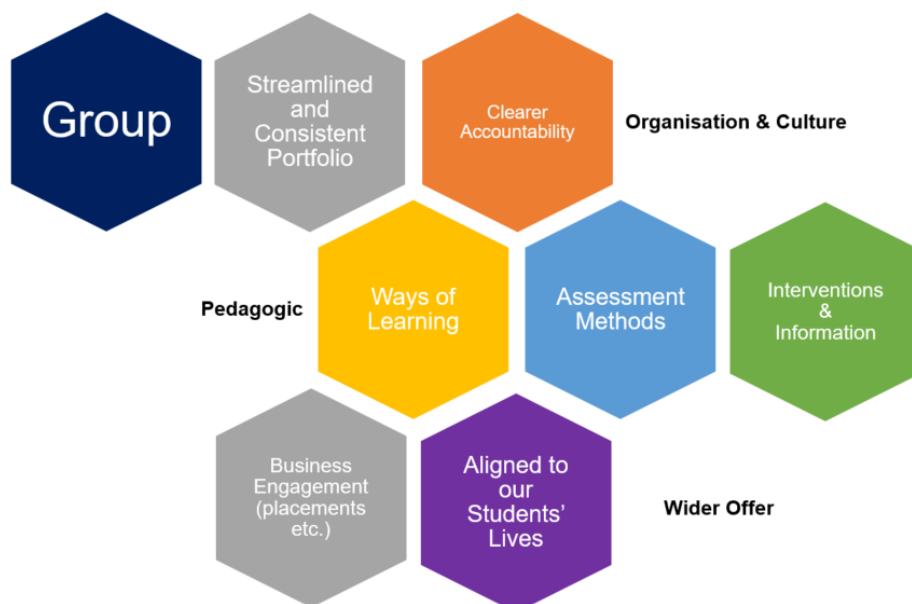 Group
Streamlined
and
Consistent
Portfolio
Clearer
Accountability
Organisation & Culture
Pedagogic
Ways of
Learning
Assessment
Methods
Interventions
&
Information
Business
Engagement
(placements
etc.)
Aligned to
our
Students’
Lives
Wider Offer